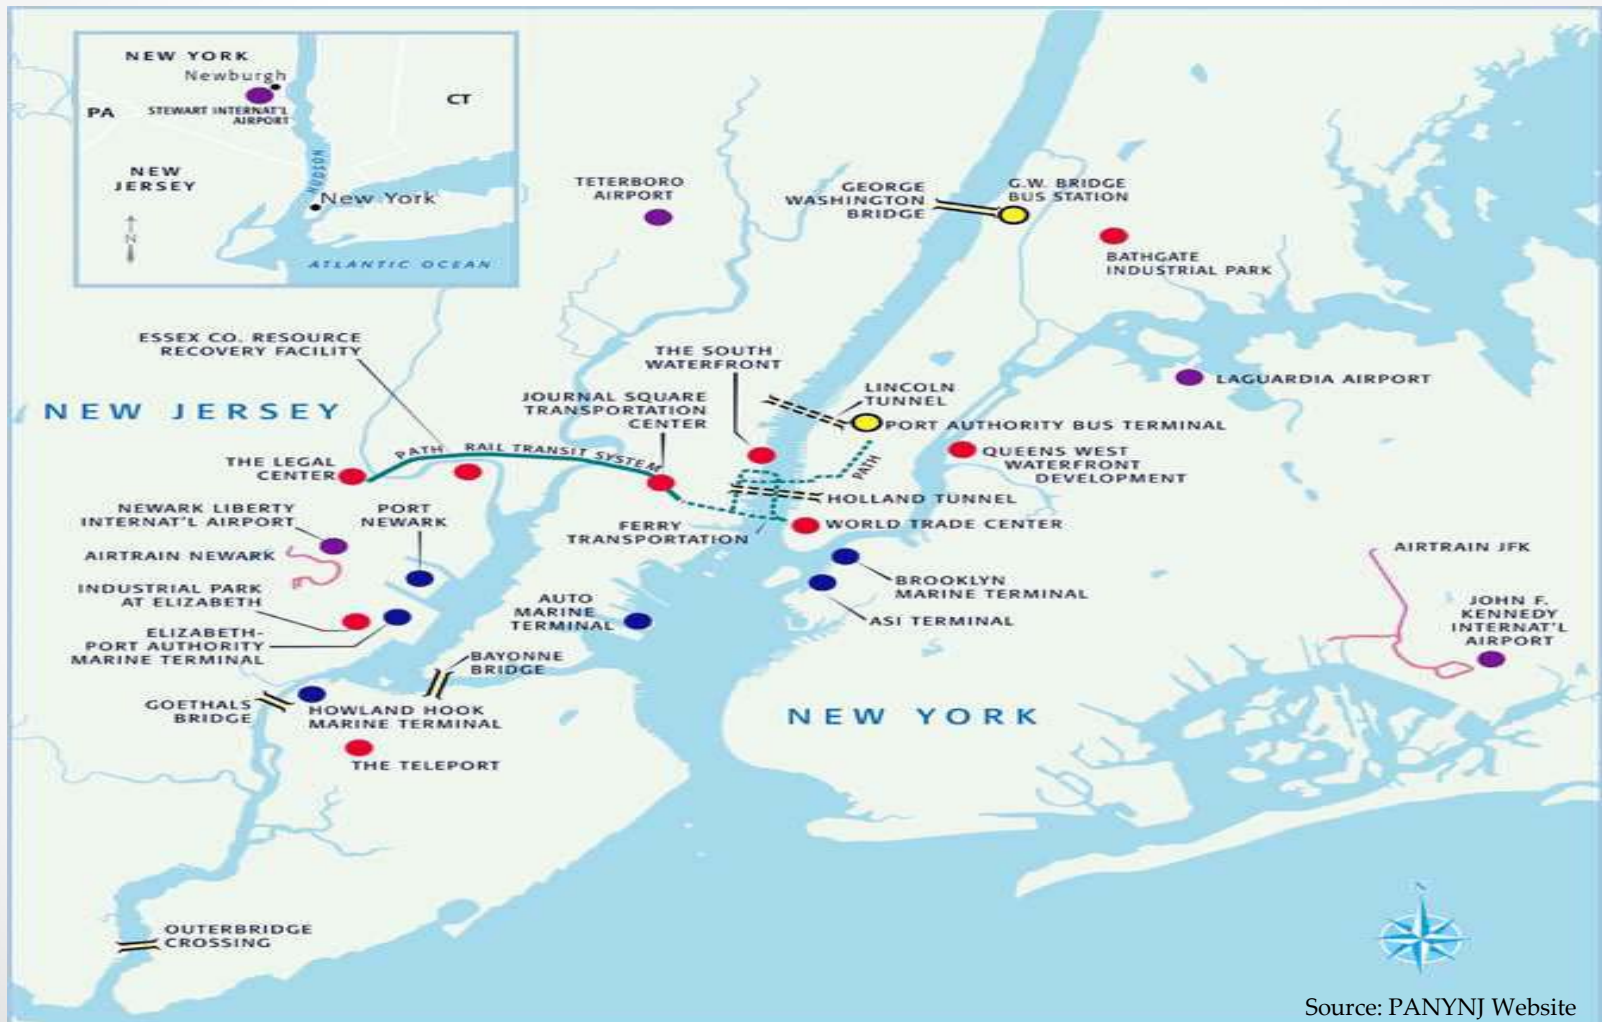 NEW YORK
Newburgh
PA
STEWART INTERNAT'L
AIRPORT
CT
NEW
JERSEY
HUDSON
New York
N
ATLANTIC OCEAN
TETERBORO
AIRPORT
GEORGE
WASHINGTON
BRIDGE
G.W. BRIDGE
BUS STATION
BATHGATE
INDUSTRIAL PARK
ESSEX CO. RESOURCE
RECOVERY FACILITY
THE SOUTH
WATERFRONT
LINCOLN
TUNNEL
LAGUARDIA AIRPORT
NEW JERSEY
JOURNAL SQUARE
TRANSPORTATION
CENTER
PORT AUTHORITY BUS TERMINAL
PATH RAIL TRANSIT SYSTEM
PATH
QUEENS WEST
WATERFRONT
DEVELOPMENT
THE LEGAL
CENTER
HOLLAND TUNNEL
NEWARK LIBERTY
INTERNAT'L AIRPORT
PORT
NEWARK
FERRY
TRANSPORTATION
WORLD TRADE CENTER
AIRTRAIN NEWARK
AIRTRAIN JFK
INDUSTRIAL PARK
AT ELIZABETH
AUTO
MARINE
TERMINAL
BROOKLYN
MARINE TERMINAL
ASI TERMINAL
JOHN F.
KENNEDY
INTERNAT'L
AIRPORT
ELIZABETH-
PORT AUTHORITY
MARINE TERMINAL
BAYONNE
BRIDGE
GOETHALS
BRIDGE
HOWLAND HOOK
MARINE TERMINAL
NEW YORK
THE TELEPORT
N
OUTERBRIDGE
CROSSING
Source: PANYNJ Website